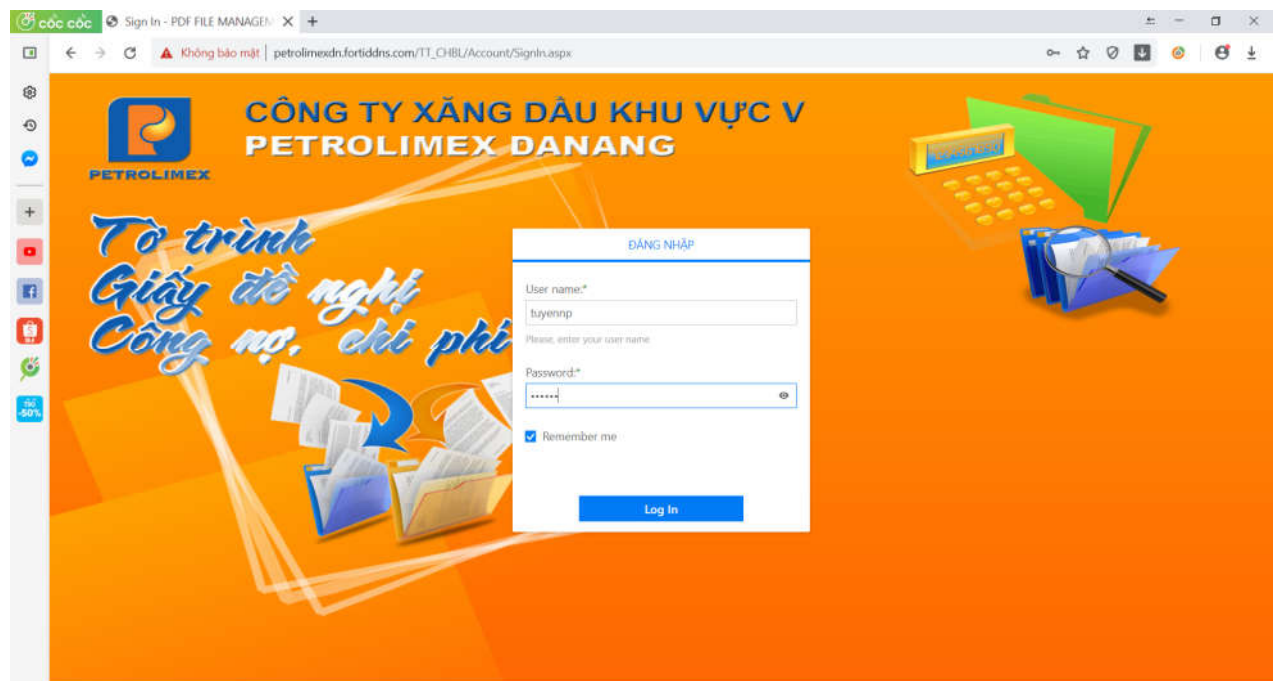 cốc cốc
Sign In - PDF FILE MANAGEM
Không bảo mật | petrolimexdn.fortiddns.com/TT_CHBL/Account/SignIn.aspx
CÔNG TY XĂNG DẦU KHU VỰC V
PETROLIMEX DANANG
PETROLIMEX
Tờ trình
Giấy đề nghị
Công nợ, chi phí
ĐĂNG NHẬP
User name:*
tuyennp
Please, enter your user name
Password:*
••••••
Remember me
Log In
-50%